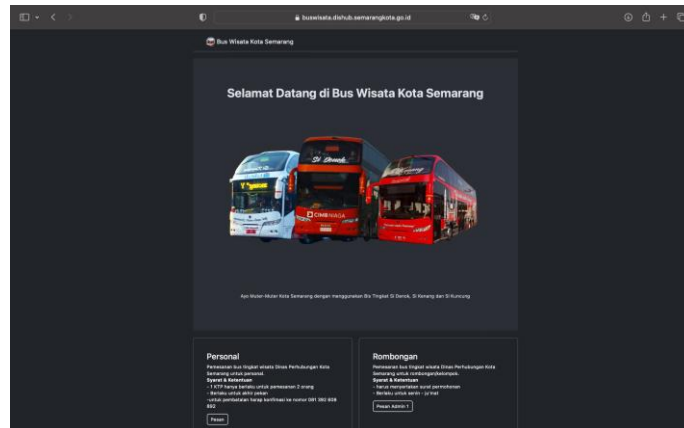 buswisata.dishub.semarangkota.go.id
Bus Wisata Kota Semarang
Selamat Datang di Bus Wisata Kota Semarang
Si Denok
CIMB NIAGA
Ayo Muter-Muter Kota Semarang dengan menggunakan Bis Tingkat Si Denok, Si Kenang dan Si Kuncung
Personal
Pemesanan bus tingkat wisata Dinas Perhubungan Kota
Semarang untuk personal.
Syarat & Ketentuan
- 1 KTP hanya berlaku untuk pemesanan 2 orang
- Berlaku untuk akhir pekan
-untuk pembatalan harap konfirmasi ke nomor 081 390 608
Pesan
Rombongan
Pemesanan bus tingkat wisata Dinas Perhubungan Kota
Semarang untuk rombongan/kelompok.
Syarat & Ketentuan
- harus menyertakan surat permohonan
- Berlaku untuk senin - jum'at
Pesan Admin 1